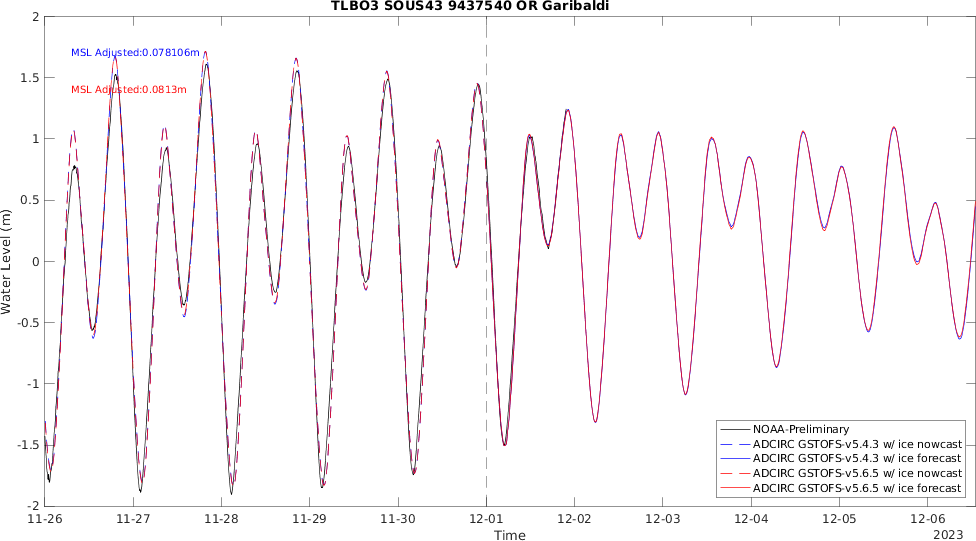 TLBO3 SOUS43 9437540 OR Garibaldi
MSL Adjusted:0.078106m
MSL Adjusted:0.0813m
Water Level (m)
2
1.5
1
0.5
0
-0.5
-1
-1.5
-2
NOAA-Preliminary
ADCIRC GSTOFS-v5.4.3 w/ ice nowcast
ADCIRC GSTOFS-v5.4.3 w/ ice forecast
ADCIRC GSTOFS-v5.6.5 w/ ice nowcast
ADCIRC GSTOFS-v5.6.5 w/ ice forecast
11-26 11-27 11-28 11-29 11-30 12-01 12-02 12-03 12-04 12-05 12-06
Time
2023